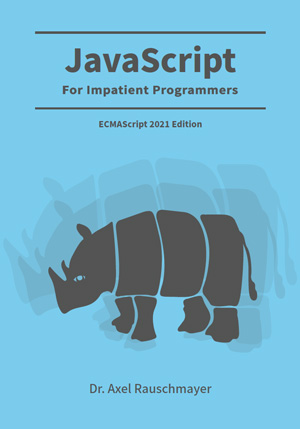 JavaScript
For Impatient Programmers
ECMAScript 2021 Edition
Dr. Axel Rauschmayer